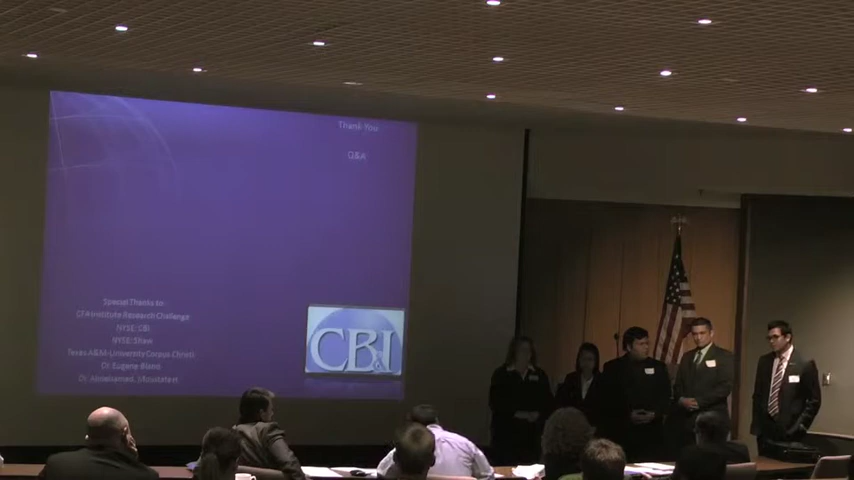 Thank You
Q&A
Special Thanks to
CFA Institute Research Challenge
NYSE: CBI
NYSE: Shaw
Texas A&M University Corpus Christi
Dr. Eugene Bland
CB&I